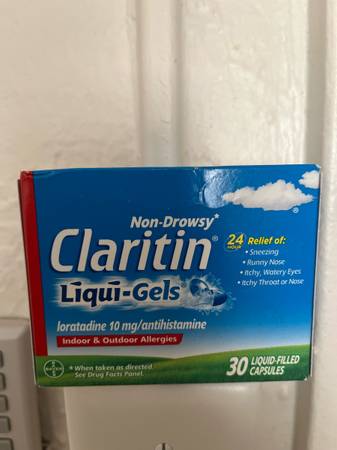 Non-Drowsy*
Claritin®
Liqui-Gels
loratadine 10 mg/antihistamine
Indoor & Outdoor Allergies
*When taken as directed.
See Drug Facts Panel.
24 HOUR Relief of:
• Sneezing
• Runny Nose
• Itchy, Watery Eyes
• Itchy Throat or Nose
30 LIQUID-FILLED
CAPSULES
BAYER